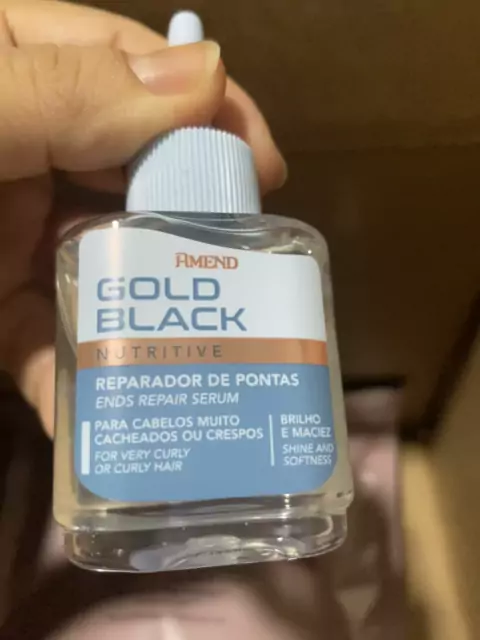 AMEND
GOLD
BLACK
NUTRITIVE
REPARADOR DE PONTAS
ENDS REPAIR SERUM
PARA CABELOS MUITO
CACHEADOS OU CRESPOS
FOR VERY CURLY
OR CURLY HAIR
BRILHO
E MACIEZ
SHINE AND
SOFTNESS